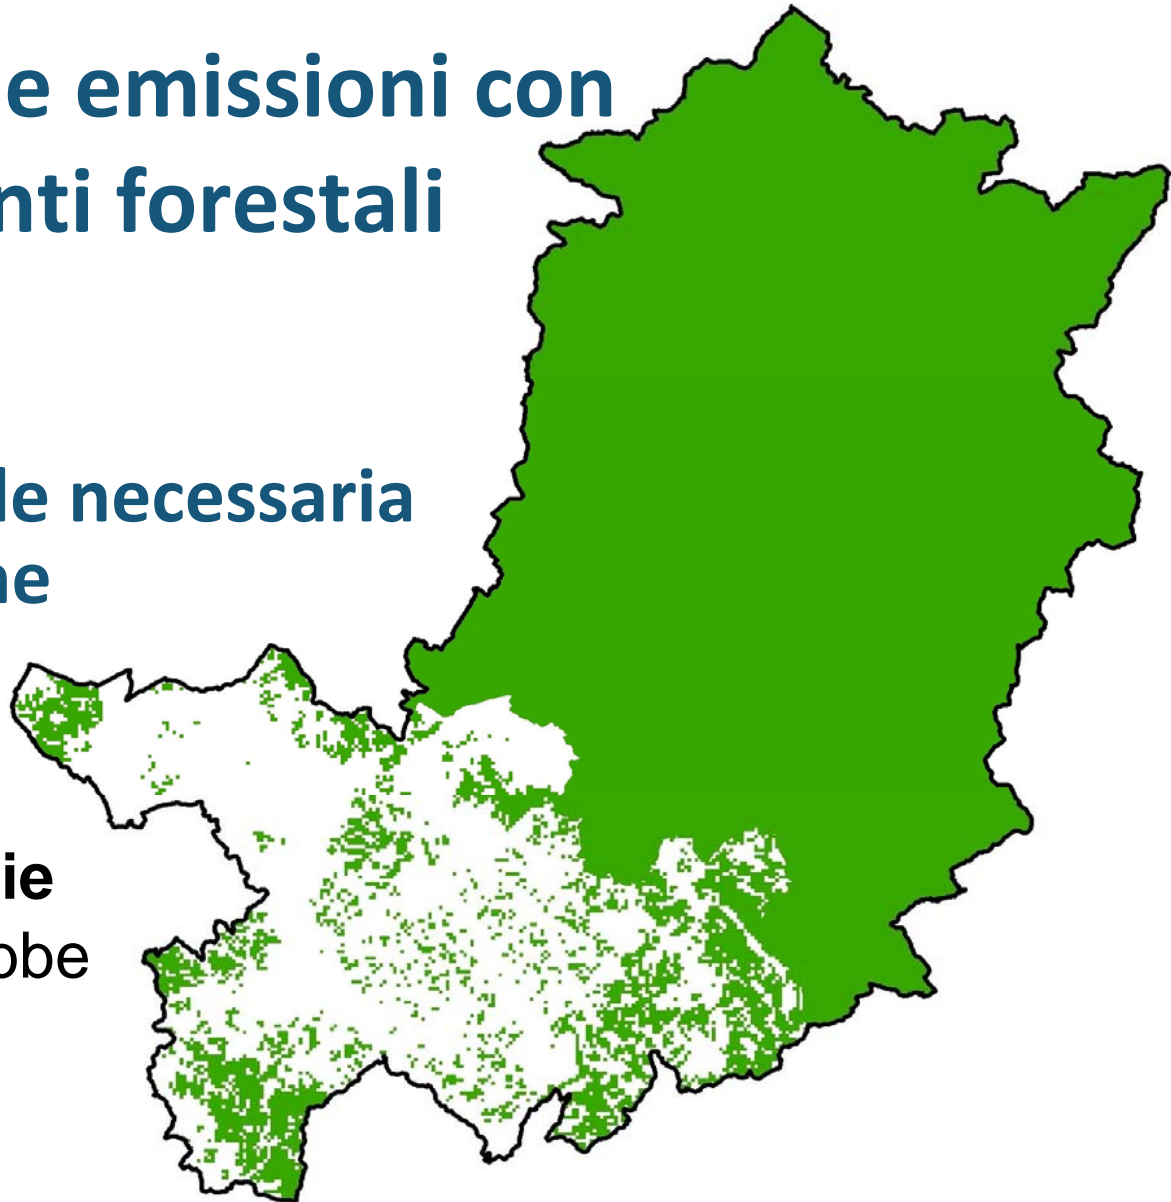 e emissioni con
nti forestali
le necessaria
ne
ie
bbe